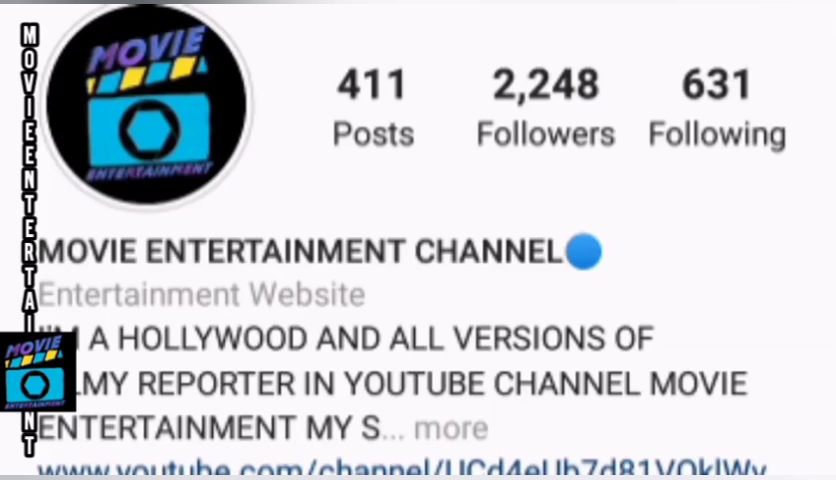 MOVIE
ENTERTAINMENT
411 2,248 631
Posts Followers Following
MOVIE ENTERTAINMENT CHANNEL
Entertainment Website
A HOLLYWOOD AND ALL VERSIONS OF
REPORTER IN YOUTUBE CHANNEL MOVIE
ENTERTAINMENT MY S... more
MOVIE
ENTERTAINMENT